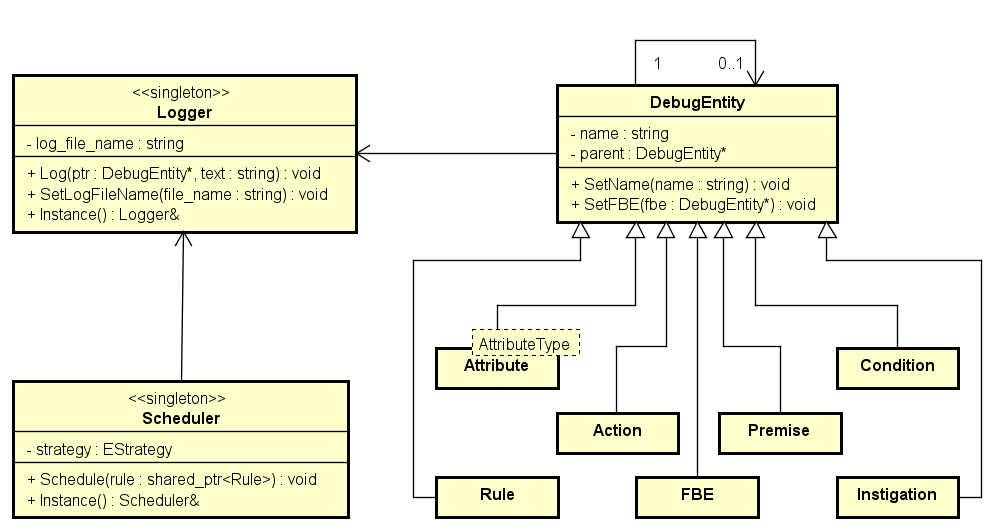 <<singleton>>
Logger
- log_file_name : string
+ Log(ptr : DebugEntity*, text : string) : void
+ SetLogFileName(file_name : string) : void
+ Instance() : Logger&
1
0..1
DebugEntity
- name : string
- parent : DebugEntity*
+ SetName(name : string) : void
+ SetFBE(fbe : DebugEntity*) : void
AttributeType
Attribute
Condition
Action
Premise
Rule
FBE
Instigation
<<singleton>>
Scheduler
- strategy : EStrategy
+ Schedule(rule : shared_ptr<Rule>) : void
+ Instance() : Scheduler&